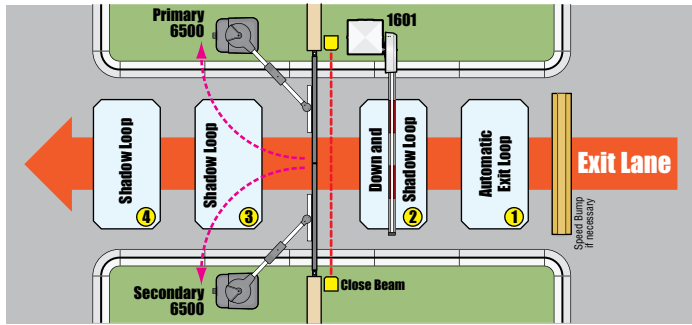 Primary
6500
1601
Shadow Loop
4
Shadow Loop
3
Down and
Shadow Loop
2
Automatic
Exit Loop
1
Exit Lane
Speed Bump
if necessary
Secondary
6500
Close Beam